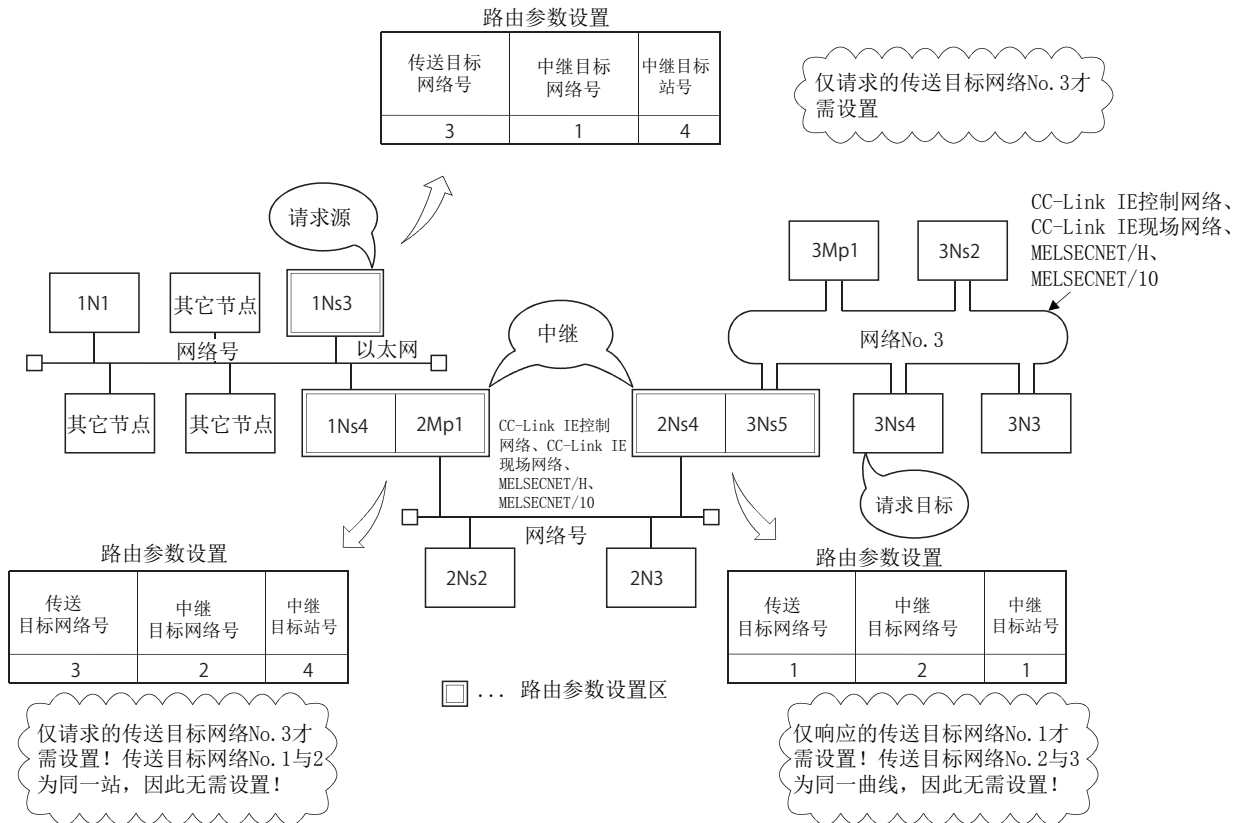 路由参数设置
传送目标
网络号
中继目标
网络号
中继目标
站号
3
1
4
仅请求的传送目标网络No.3才
需设置
请求源
CC-Link IE控制网络、
CC-Link IE现场网络、
MELSECNET/H、
MELSECNET/10
3Mp1
3Ns2
1N1
其它节点
1Ns3
中继
网络No.3
网络号
以太网
其它节点
其它节点
1Ns4
2Mp1
CC-Link IE控制
网络、CC-Link IE
现场网络、
MELSECNET/H、
MELSECNET/10
2Ns4
3Ns5
3Ns4
3N3
请求目标
网络号
2Ns2
2N3
路由参数设置
传送
目标网络号
中继
目标网络号
中继
目标站号
3
2
4
仅请求的传送目标网络No.3才
需设置！传送目标网络No.1与2
为同一站，因此无需设置！
... 路由参数设置区
路由参数设置
传送
目标网络号
中继
目标网络号
中继
目标站号
1
2
1
仅响应的传送目标网络No.1才
需设置！传送目标网络No.2与3
为同一曲线，因此无需设置！